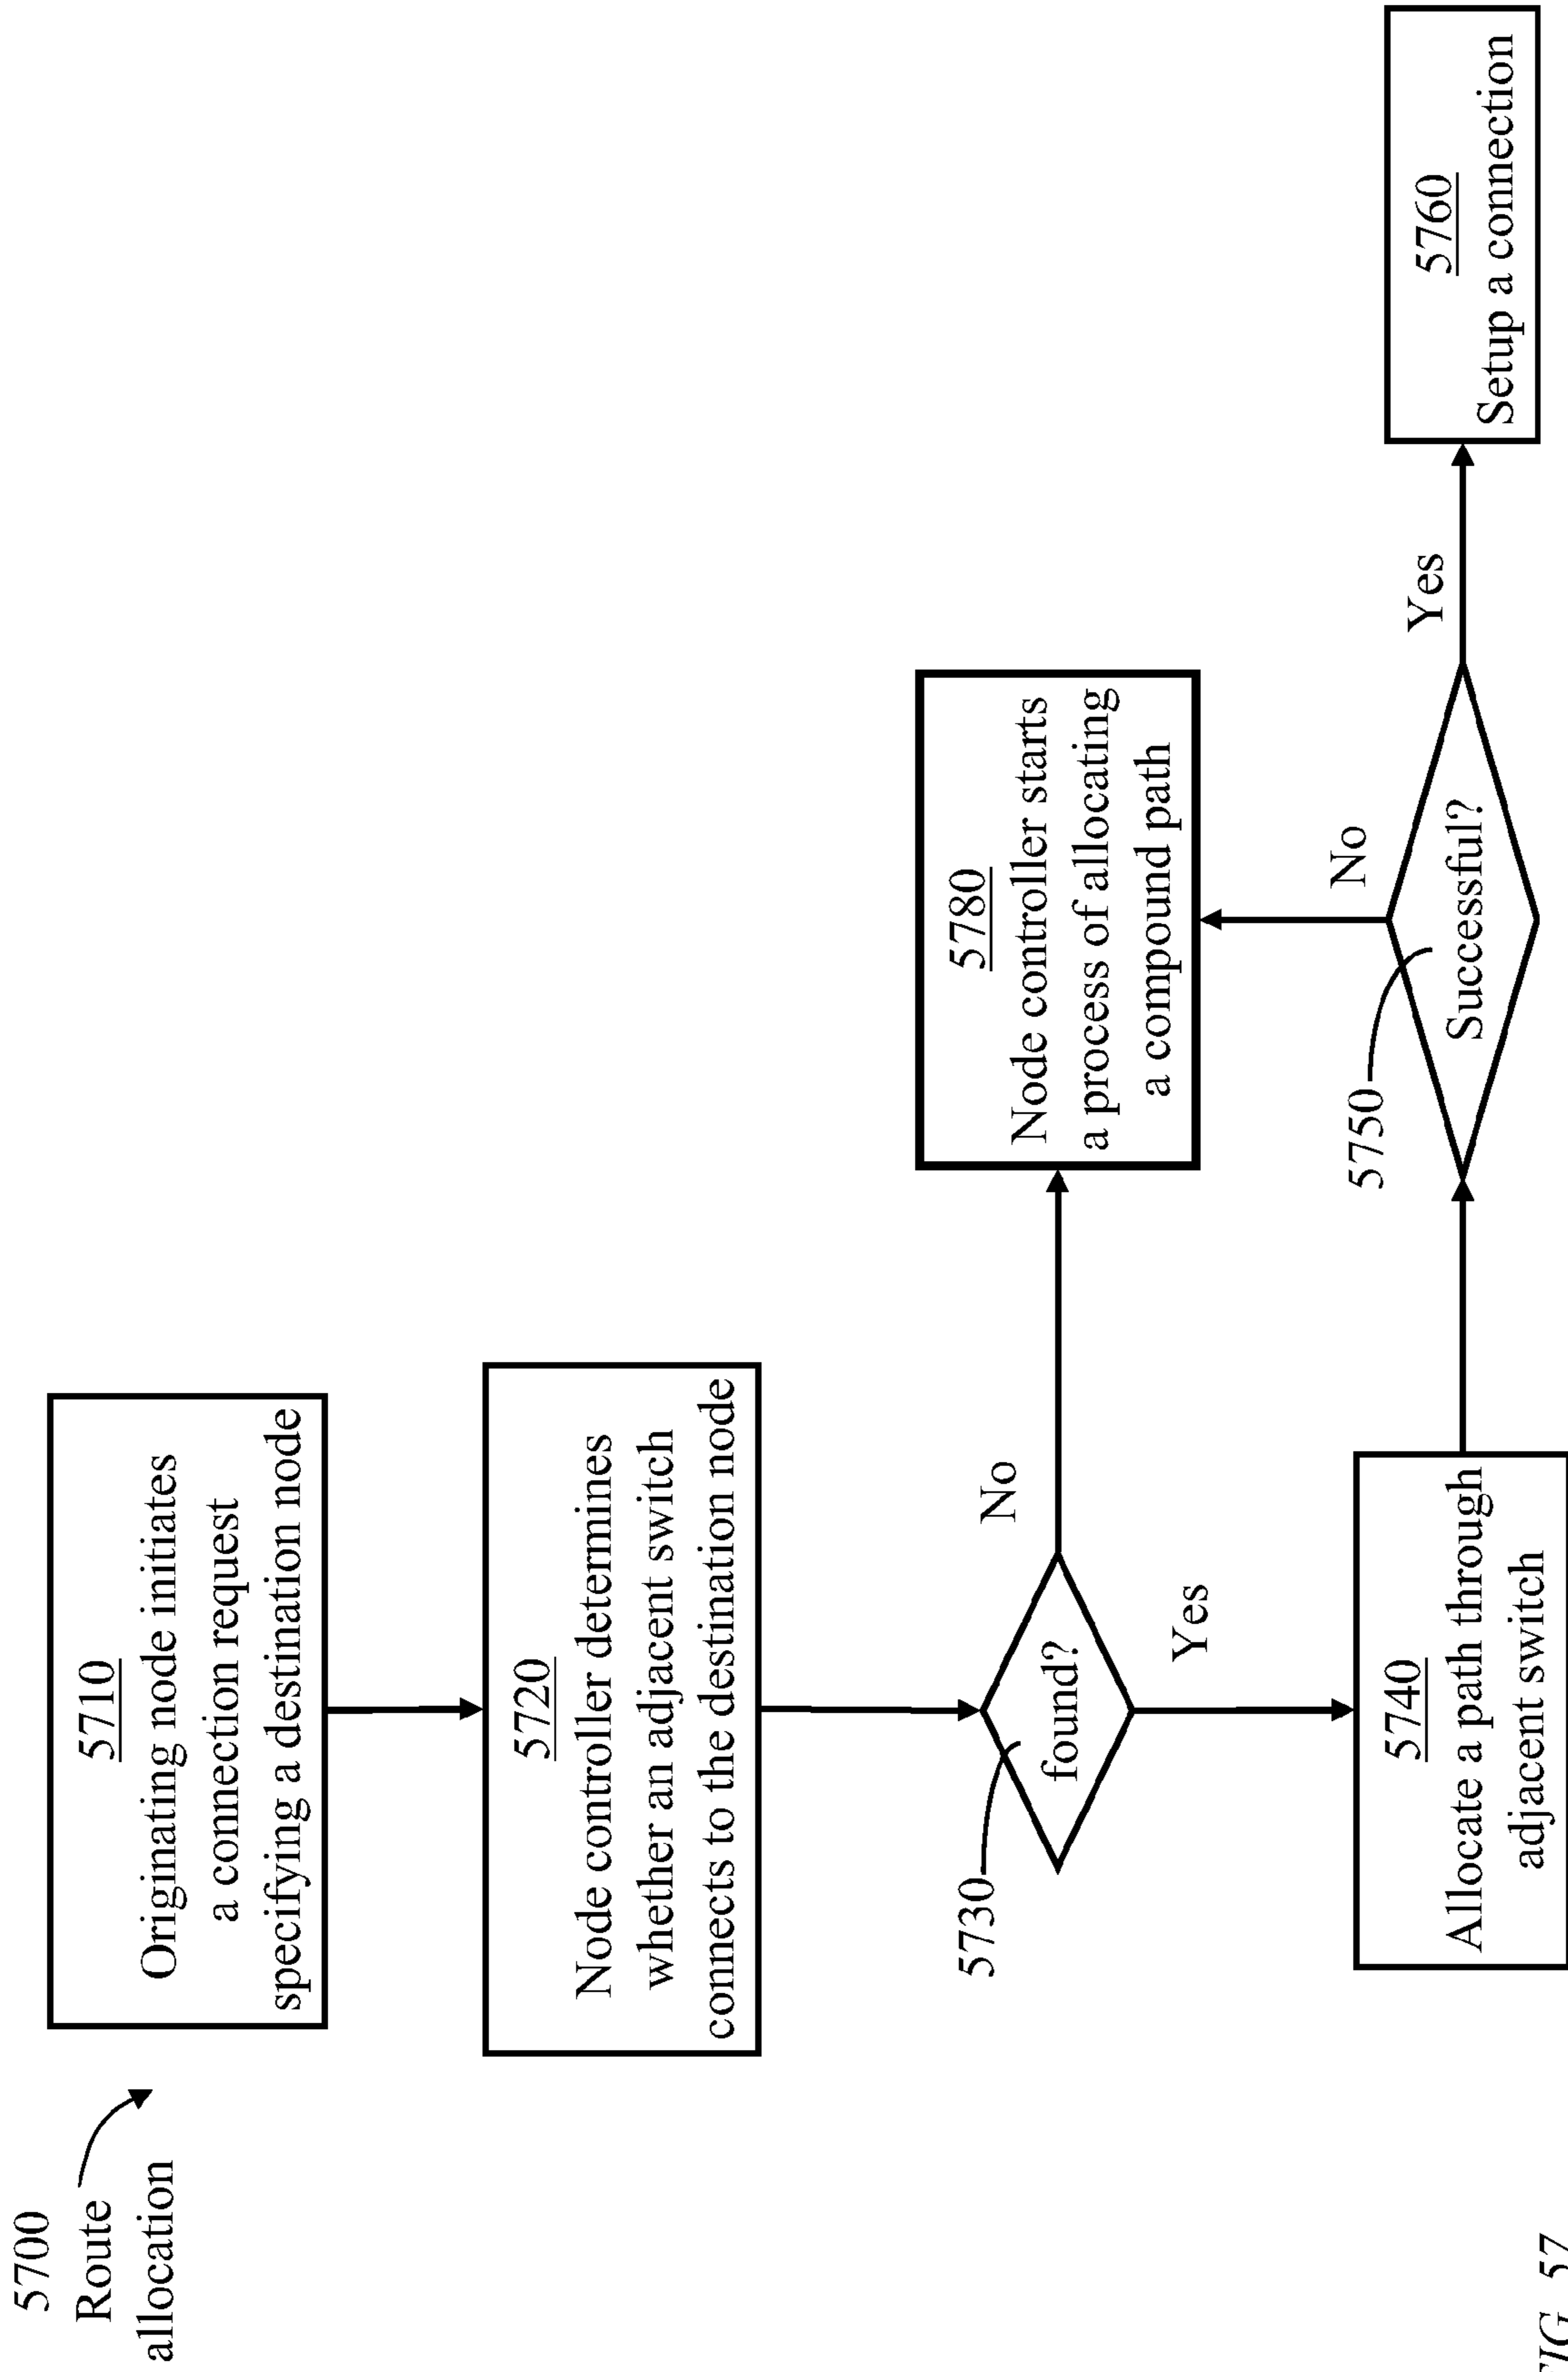 5700
Route
allocation
5710
Originating node initiates
a connection request
specifying a destination node
5720
Node controller determines
whether an adjacent switch
connects to the destination node
5730
found?
No
Yes
5740
Allocate a path through
adjacent switch
5780
Node controller starts
a process of allocating
a compound path
5750
Successful?
No
Yes
5760
Setup a connection
FIG. 57